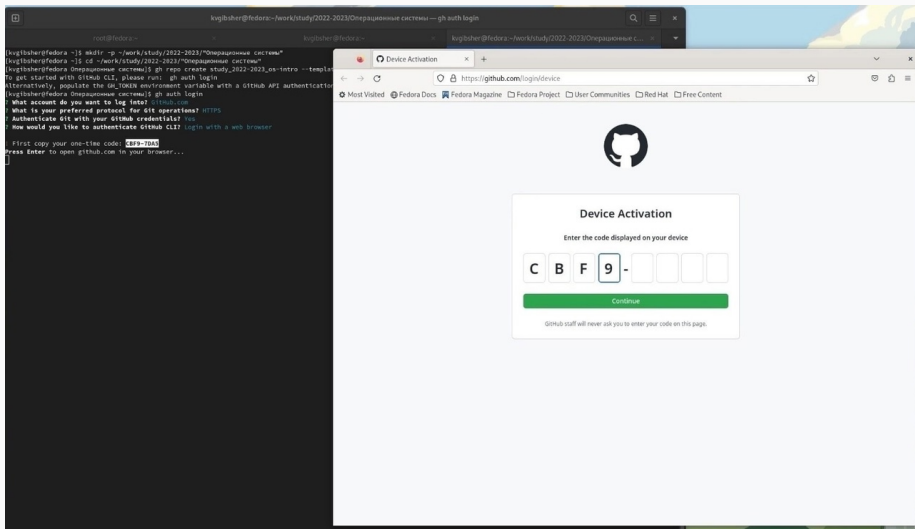 kvgibsher@fedora:~/work/study/2022-2023/Операционные системы — gh auth login
root@fedora:~
kvgibsher@fedora:~
kvgibsher@fedora:~/work/study/2022-2023/Операционные с...
[kvgibsher@fedora ~]$ mkdir -p ~/work/study/2022-2023/"Операционные системы"
[kvgibsher@fedora ~]$ cd ~/work/study/2022-2023/"Операционные системы"
[kvgibsher@fedora Операционные системы]$ gh repo create study_2022-2023_os-intro --templat
To get started with GitHub CLI, please run:  gh auth login
Alternatively, populate the GH_TOKEN environment variable with a GitHub API authentication
[kvgibsher@fedora Операционные системы]$ gh auth login
? What account do you want to log into? GitHub.com
? What is your preferred protocol for Git operations? HTTPS
? Authenticate Git with your GitHub credentials? Yes
? How would you like to authenticate GitHub CLI? Login with a web browser
! First copy your one-time code: CBF9-7DA5
Press Enter to open github.com in your browser...
Device Activation
https://github.com/login/device
Most Visited Fedora Docs Fedora Magazine Fedora Project User Communities Red Hat Free Content
Device Activation
Enter the code displayed on your device
C B F 9 -
Continue
GitHub staff will never ask you to enter your code on this page.